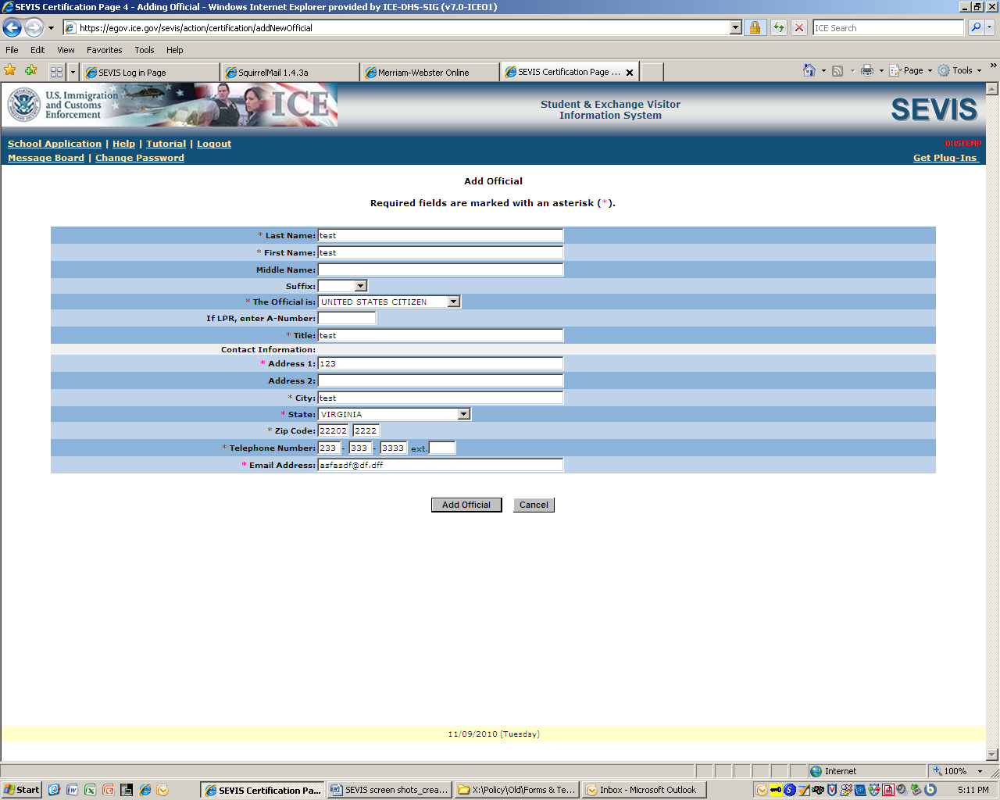 SEVIS Certification Page 4 - Adding Official - Windows Internet Explorer provided by ICE-DHS-SIG (v7.0-ICE01)
https://egov.ice.gov/sevis/action/certification/addNewOfficial
ICE Search
File Edit View Favorites Tools Help
SEVIS Log in Page
SquirrelMail 1.4.3a
Merriam-Webster Online
SEVIS Certification Page ...
Page
Tools
U.S. Immigration
and Customs
Enforcement
ICE
Student & Exchange Visitor
Information System
SEVIS
School Application | Help | Tutorial | Logout
DHSTEMP
Message Board | Change Password
Get Plug-Ins
Add Official
Required fields are marked with an asterisk (*).
* Last Name: test
* First Name: test
Middle Name:
Suffix:
* The Official is: UNITED STATES CITIZEN
If LPR, enter A-Number:
* Title: test
Contact Information:
* Address 1: 123
Address 2:
* City: test
* State: VIRGINIA
* Zip Code: 22202 2222
* Telephone Number: 233 - 333 - 3333 ext.
* Email Address: asfasdf@df.dff
Add Official Cancel
11/09/2010 (Tuesday)
Internet
100%
Start
SEVIS Certification Pa...
SEVIS screen shots_crea...
X:\Policy\Old\Forms & Te...
Inbox - Microsoft Outlook
5:11 PM